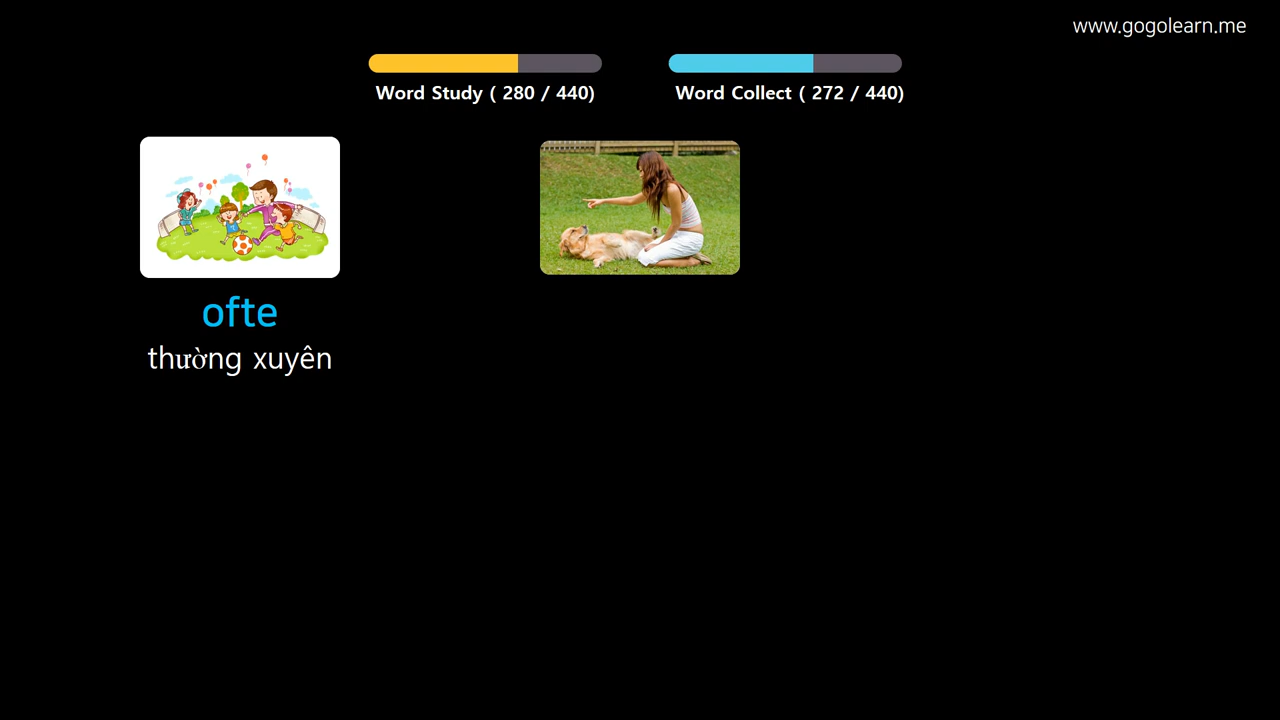 www.gogolearn.me
Word Study ( 280 / 440)
Word Collect ( 272 / 440)
ofte
thường xuyên